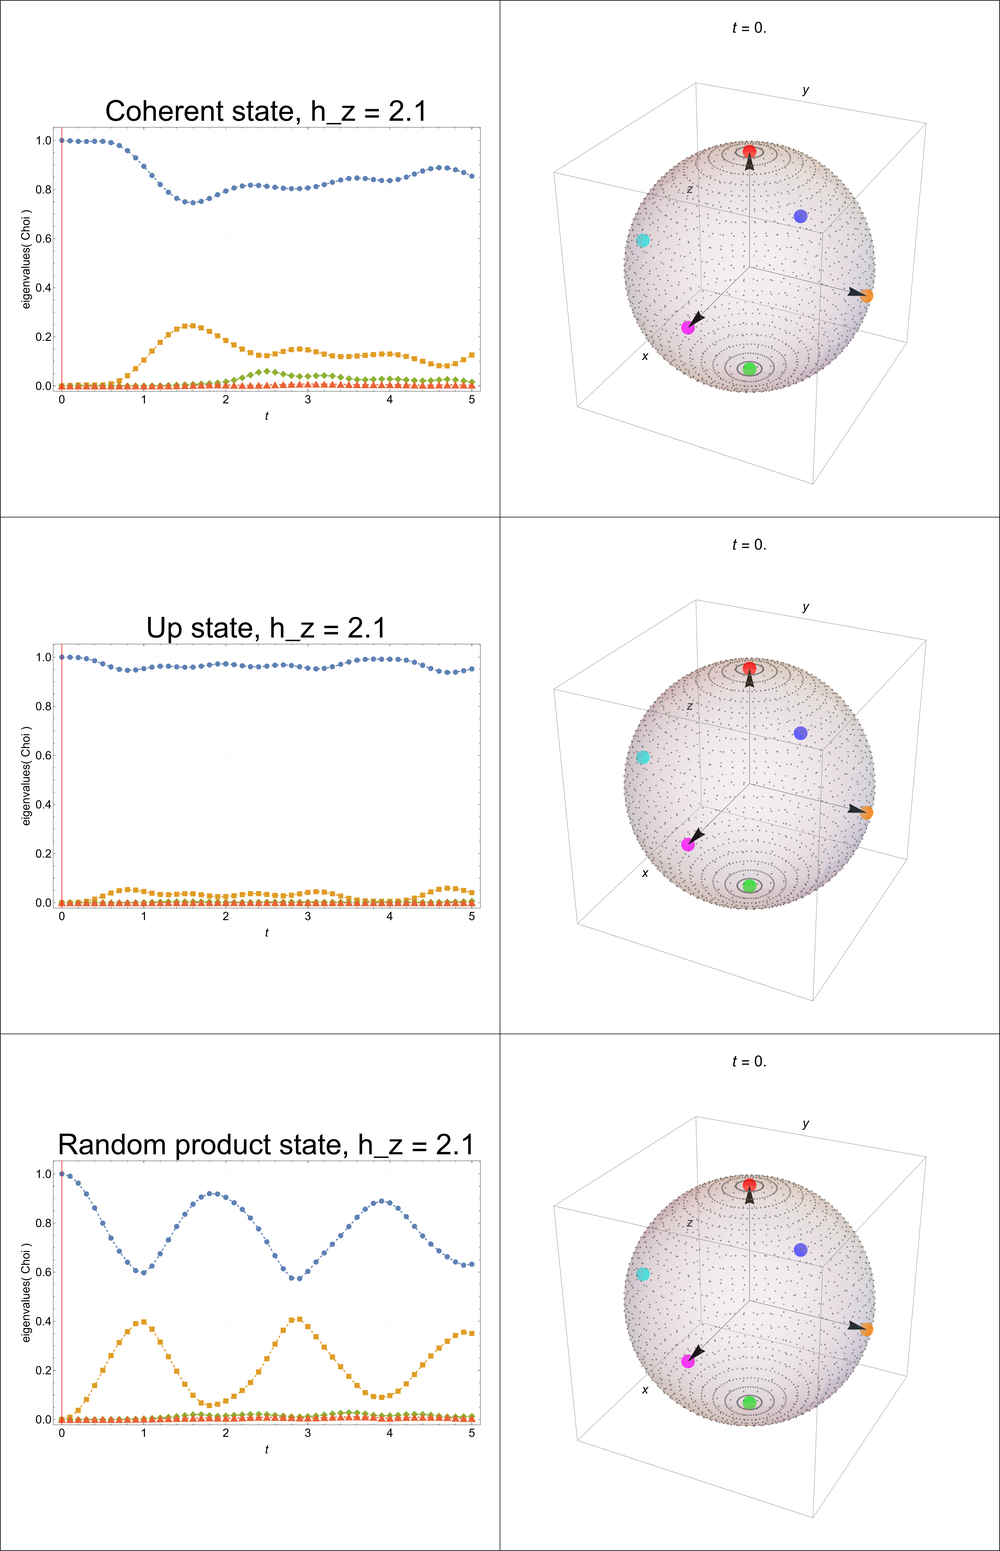 Coherent state, h_z = 2.1
1.0
0.8
0.6
0.4
0.2
0.0
eigenvalues( Choi )
0 1 2 3 4 5
t
t = 0.
y
z
x
Up state, h_z = 2.1
1.0
0.8
0.6
0.4
0.2
0.0
eigenvalues( Choi )
0 1 2 3 4 5
t
t = 0.
y
z
x
Random product state, h_z = 2.1
1.0
0.8
0.6
0.4
0.2
0.0
eigenvalues( Choi )
0 1 2 3 4 5
t
t = 0.
y
z
x